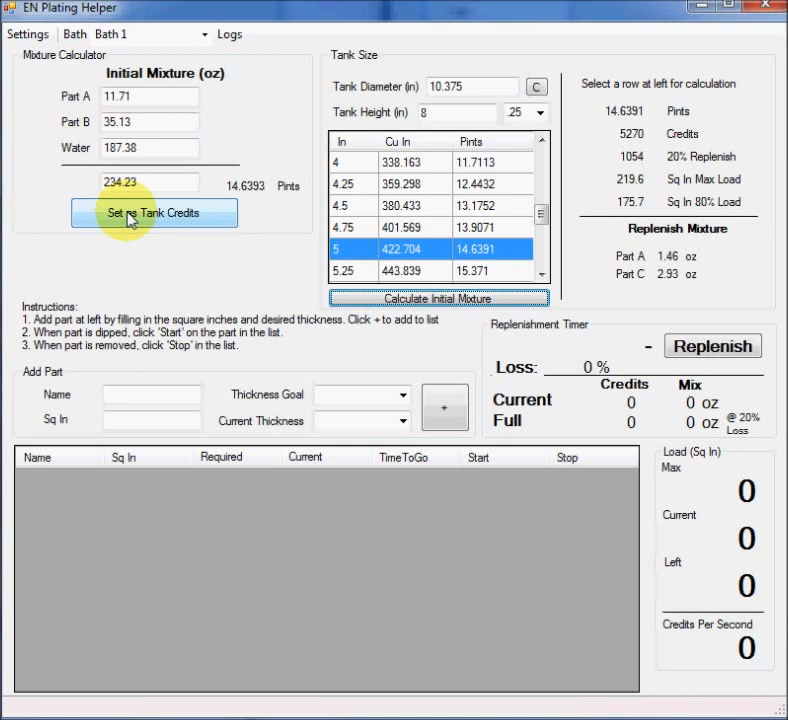 EN Plating Helper
Settings Bath Bath 1 Logs
Mixture Calculator
Initial Mixture (oz)
Part A 11.71
Part B 35.13
Water 187.38
234.23 14.6393 Pints
Set as Tank Credits
Tank Size
Tank Diameter (in) 10.375 C
Tank Height (in) 8 .25
In Cu In Pints
4 338.163 11.7113
4.25 359.298 12.4432
4.5 380.433 13.1752
4.75 401.569 13.9071
5 422.704 14.6391
5.25 443.839 15.371
Calculate Initial Mixture
Select a row at left for calculation
14.6391 Pints
5270 Credits
1054 20% Replenish
219.6 Sq In Max Load
175.7 Sq In 80% Load
Replenish Mixture
Part A 1.46 oz
Part C 2.93 oz
Instructions:
1. Add part at left by filling in the square inches and desired thickness. Click + to add to list
2. When part is dipped, click 'Start' on the part in the list.
3. When part is removed, click 'Stop' in the list.
Add Part
Name Thickness Goal
Sq In Current Thickness
+
Replenishment Timer
- Replenish
Loss: 0 %
Credits Mix
Current 0 0 oz
Full 0 0 oz @ 20% Loss
Name Sq In Required Current TimeToGo Start Stop
Load (Sq In)
Max
0
Current
0
Left
0
Credits Per Second
0